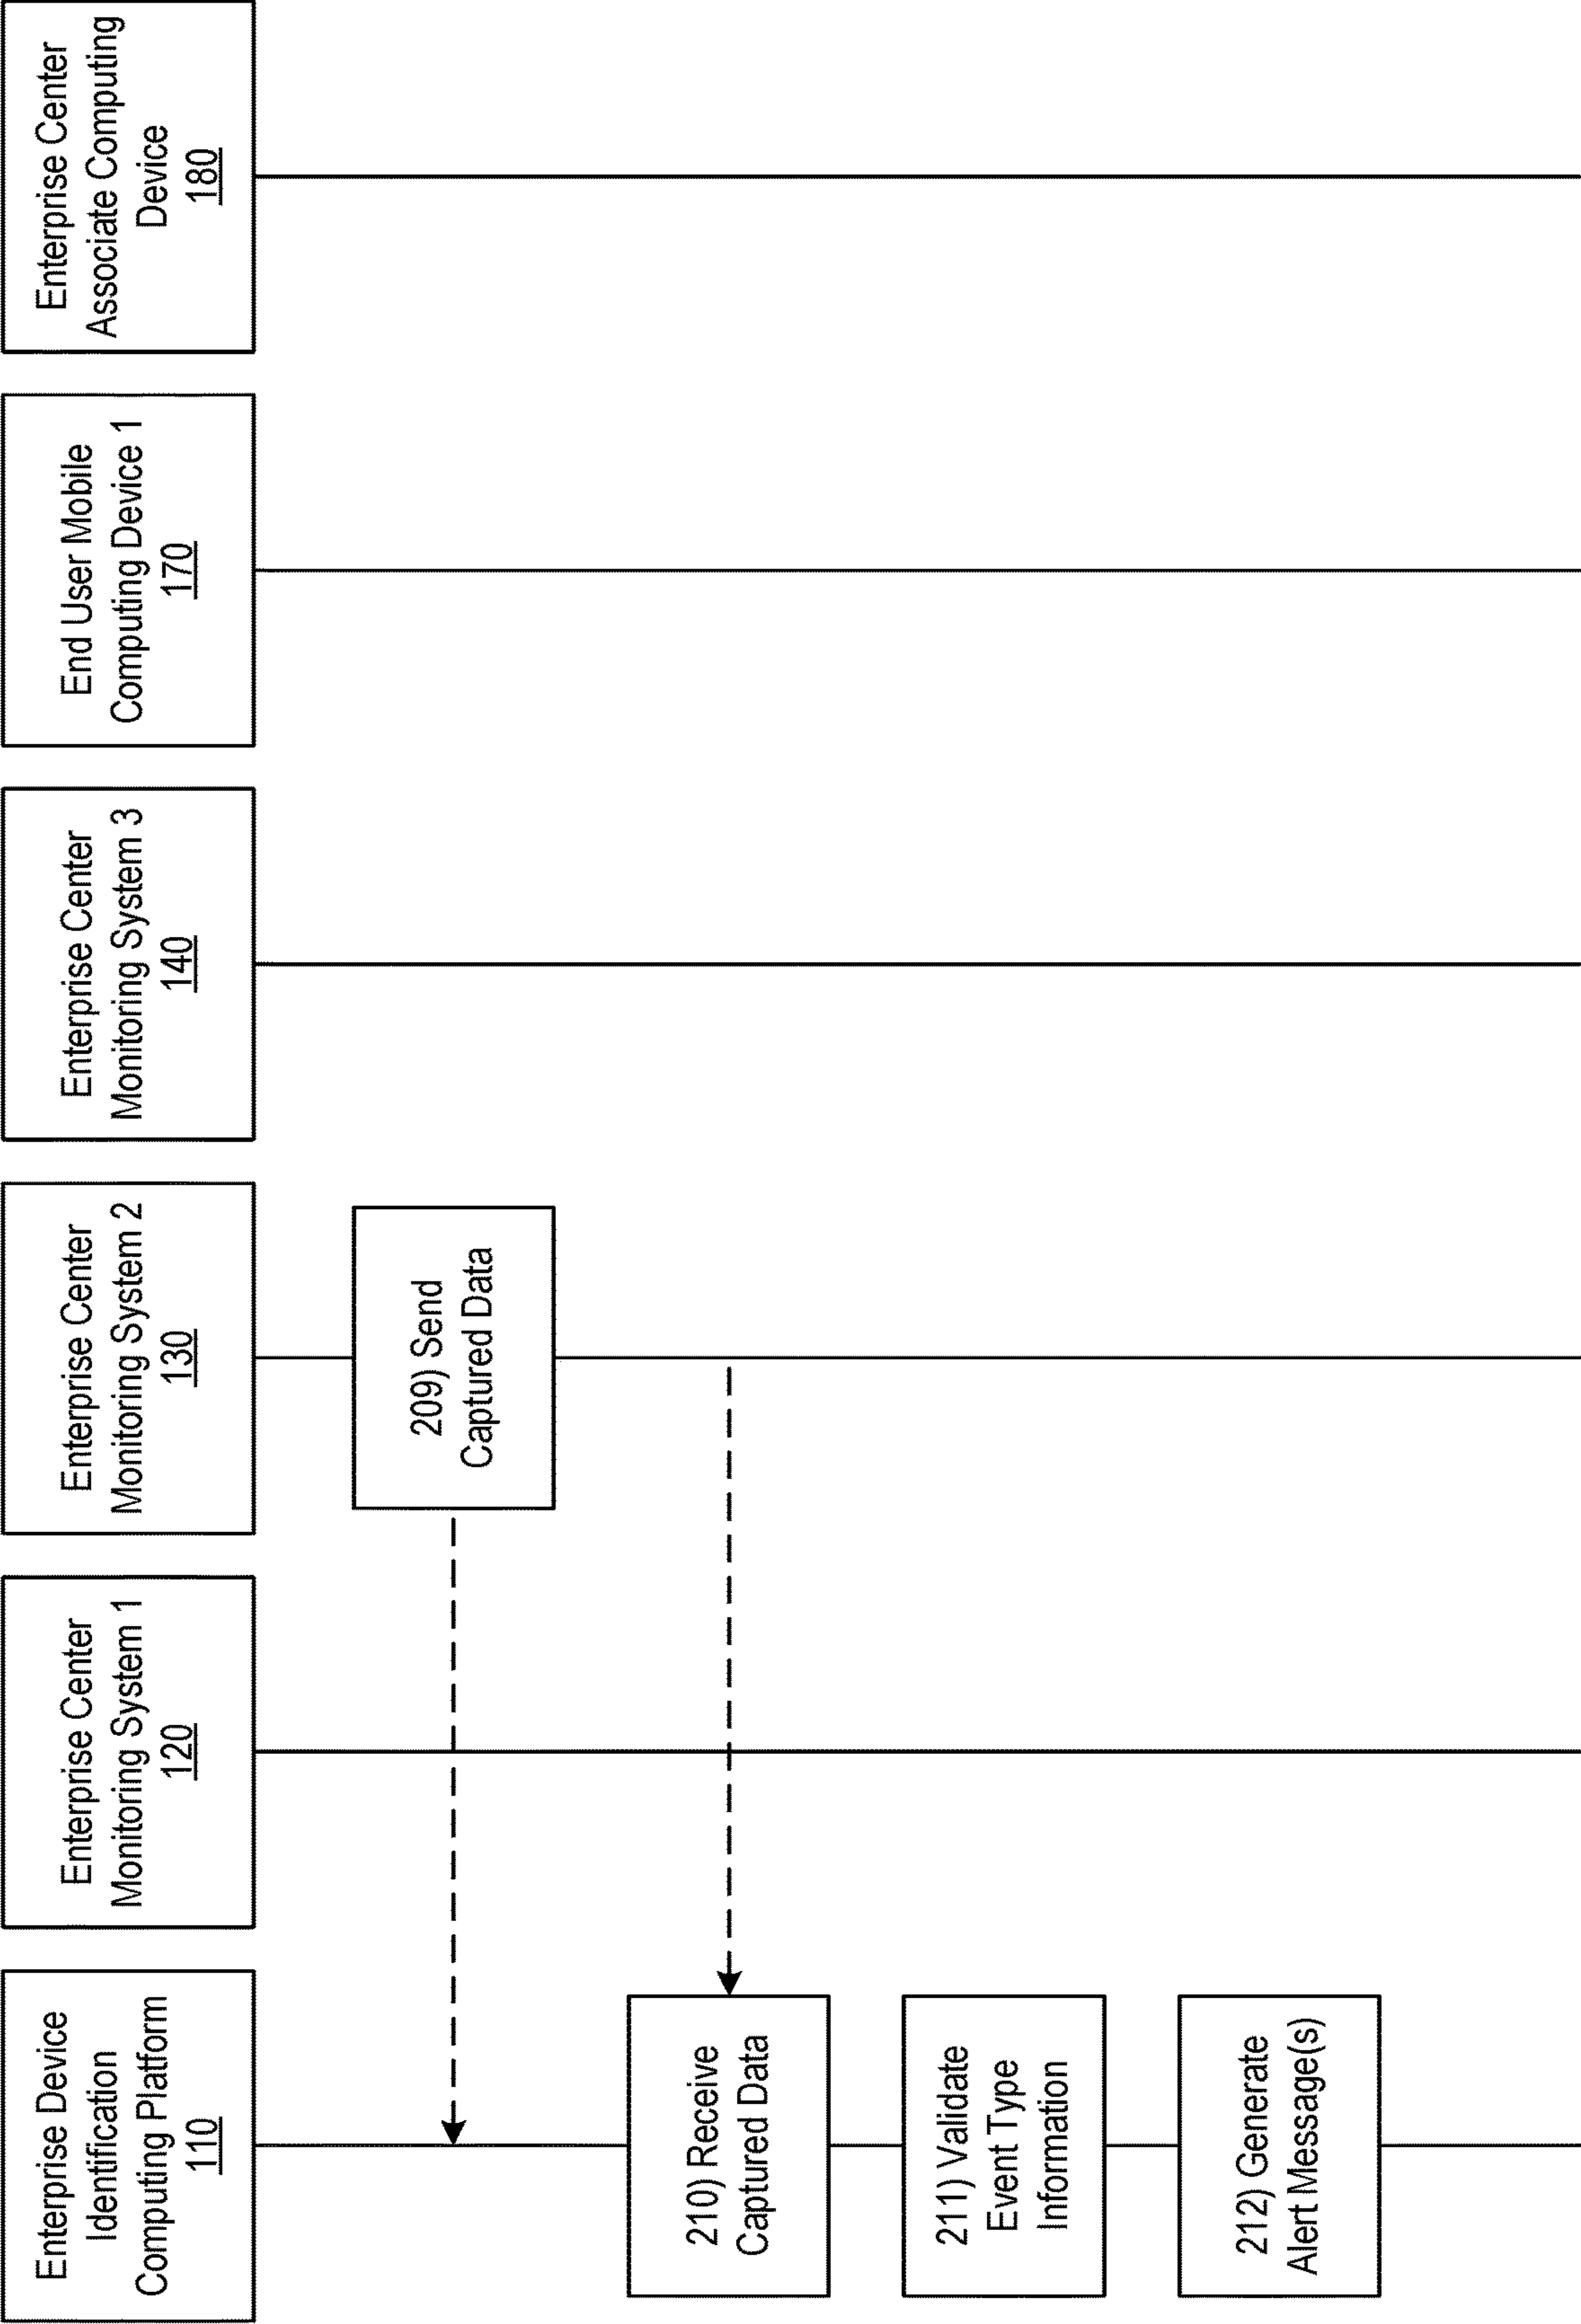 Enterprise Device
Identification
Computing Platform
110
Enterprise Center
Monitoring System 1
120
Enterprise Center
Monitoring System 2
130
Enterprise Center
Monitoring System 3
140
End User Mobile
Computing Device 1
170
Enterprise Center
Associate Computing
Device
180
209) Send
Captured Data
210) Receive
Captured Data
211) Validate
Event Type
Information
212) Generate
Alert Message(s)